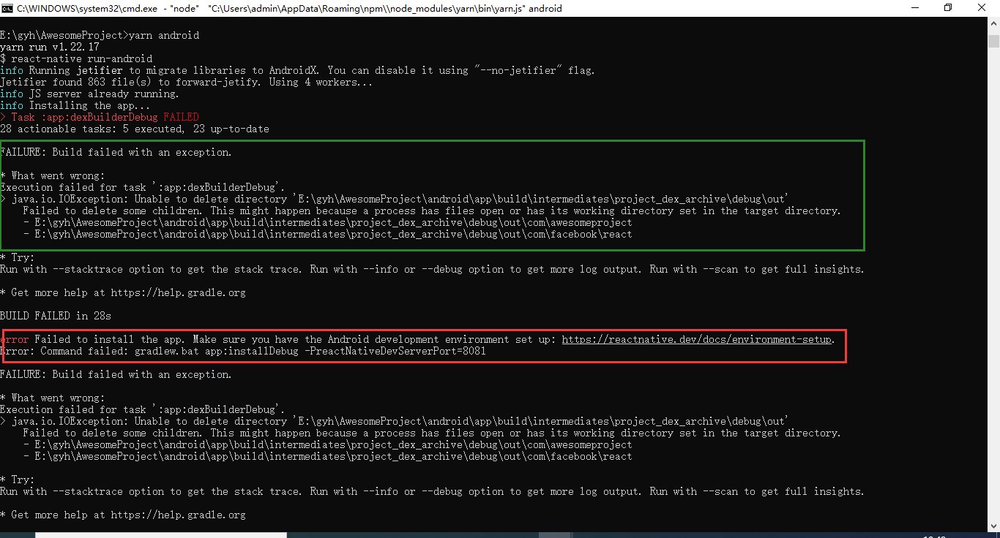 C:\WINDOWS\system32\cmd.exe - "node" "C:\Users\admin\AppData\Roaming\npm\\node_modules\yarn\bin\yarn.js" android
E:\gyh\AwesomeProject>yarn android
yarn run v1.22.17
$ react-native run-android
info Running jetifier to migrate libraries to AndroidX. You can disable it using "--no-jetifier" flag.
Jetifier found 863 file(s) to forward-jetify. Using 4 workers...
info JS server already running.
info Installing the app...
> Task :app:dexBuilderDebug FAILED
28 actionable tasks: 5 executed, 23 up-to-date
FAILURE: Build failed with an exception.
* What went wrong:
Execution failed for task ':app:dexBuilderDebug'.
> java.io.IOException: Unable to delete directory 'E:\gyh\AwesomeProject\android\app\build\intermediates\project_dex_archive\debug\out'
Failed to delete some children. This might happen because a process has files open or has its working directory set in the target directory.
- E:\gyh\AwesomeProject\android\app\build\intermediates\project_dex_archive\debug\out\com\awesomeproject
- E:\gyh\AwesomeProject\android\app\build\intermediates\project_dex_archive\debug\out\com\facebook\react
* Try:
Run with --stacktrace option to get the stack trace. Run with --info or --debug option to get more log output. Run with --scan to get full insights.
* Get more help at https://help.gradle.org
BUILD FAILED in 28s
error Failed to install the app. Make sure you have the Android development environment set up: https://reactnative.dev/docs/environment-setup.
Error: Command failed: gradlew.bat app:installDebug -PreactNativeDevServerPort=8081
FAILURE: Build failed with an exception.
* What went wrong:
Execution failed for task ':app:dexBuilderDebug'.
> java.io.IOException: Unable to delete directory 'E:\gyh\AwesomeProject\android\app\build\intermediates\project_dex_archive\debug\out'
Failed to delete some children. This might happen because a process has files open or has its working directory set in the target directory.
- E:\gyh\AwesomeProject\android\app\build\intermediates\project_dex_archive\debug\out\com\awesomeproject
- E:\gyh\AwesomeProject\android\app\build\intermediates\project_dex_archive\debug\out\com\facebook\react
* Try:
Run with --stacktrace option to get the stack trace. Run with --info or --debug option to get more log output. Run with --scan to get full insights.
* Get more help at https://help.gradle.org